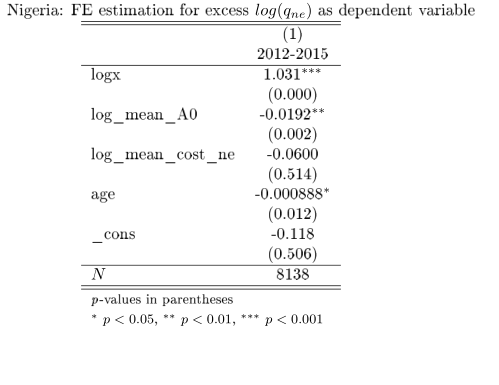 Nigeria: FE estimation for excess log(q_ne) as dependent variable
(1)
2012-2015
logx 1.031***
(0.000)
log_mean_A0 -0.0192**
(0.002)
log_mean_cost_ne -0.0600
(0.514)
age -0.000888*
(0.012)
_cons -0.118
(0.506)
N 8138
p-values in parentheses
* p < 0.05, ** p < 0.01, *** p < 0.001